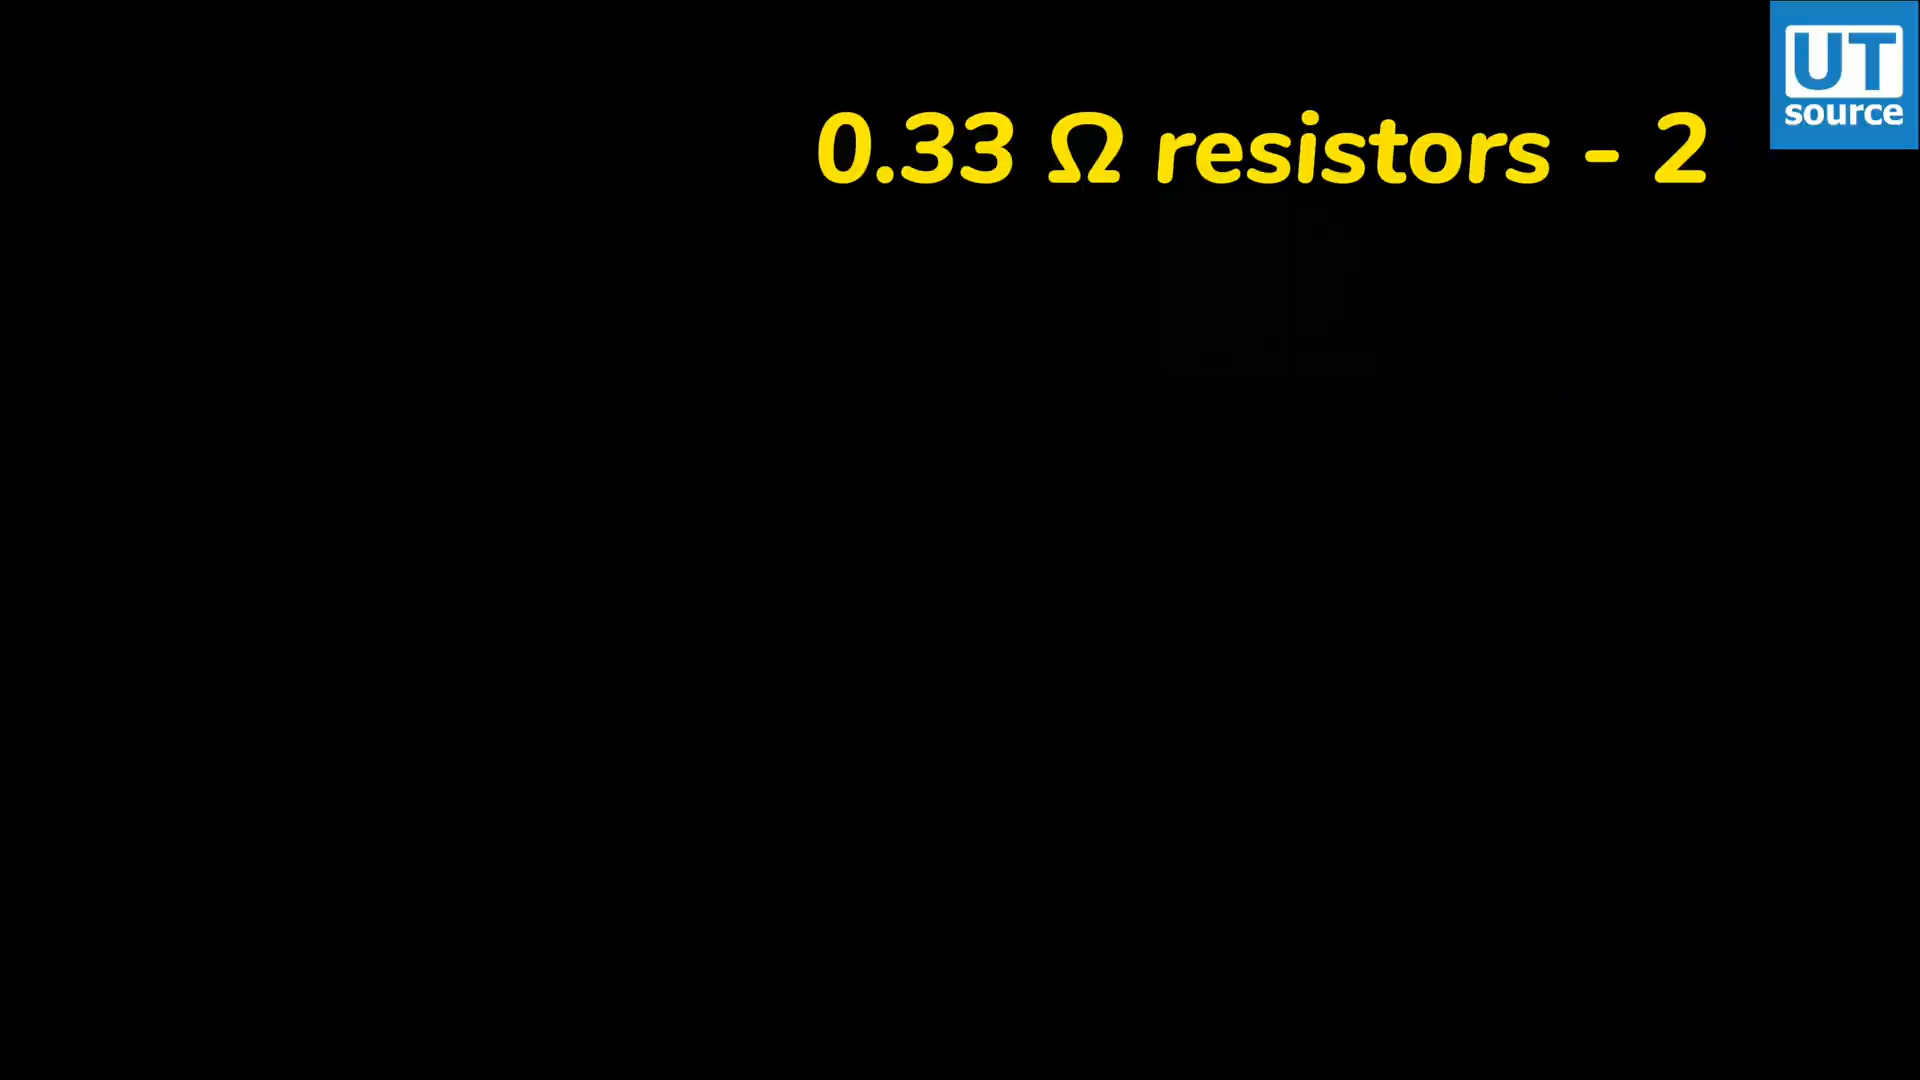 UT
source
0.33 Ω resistors - 2